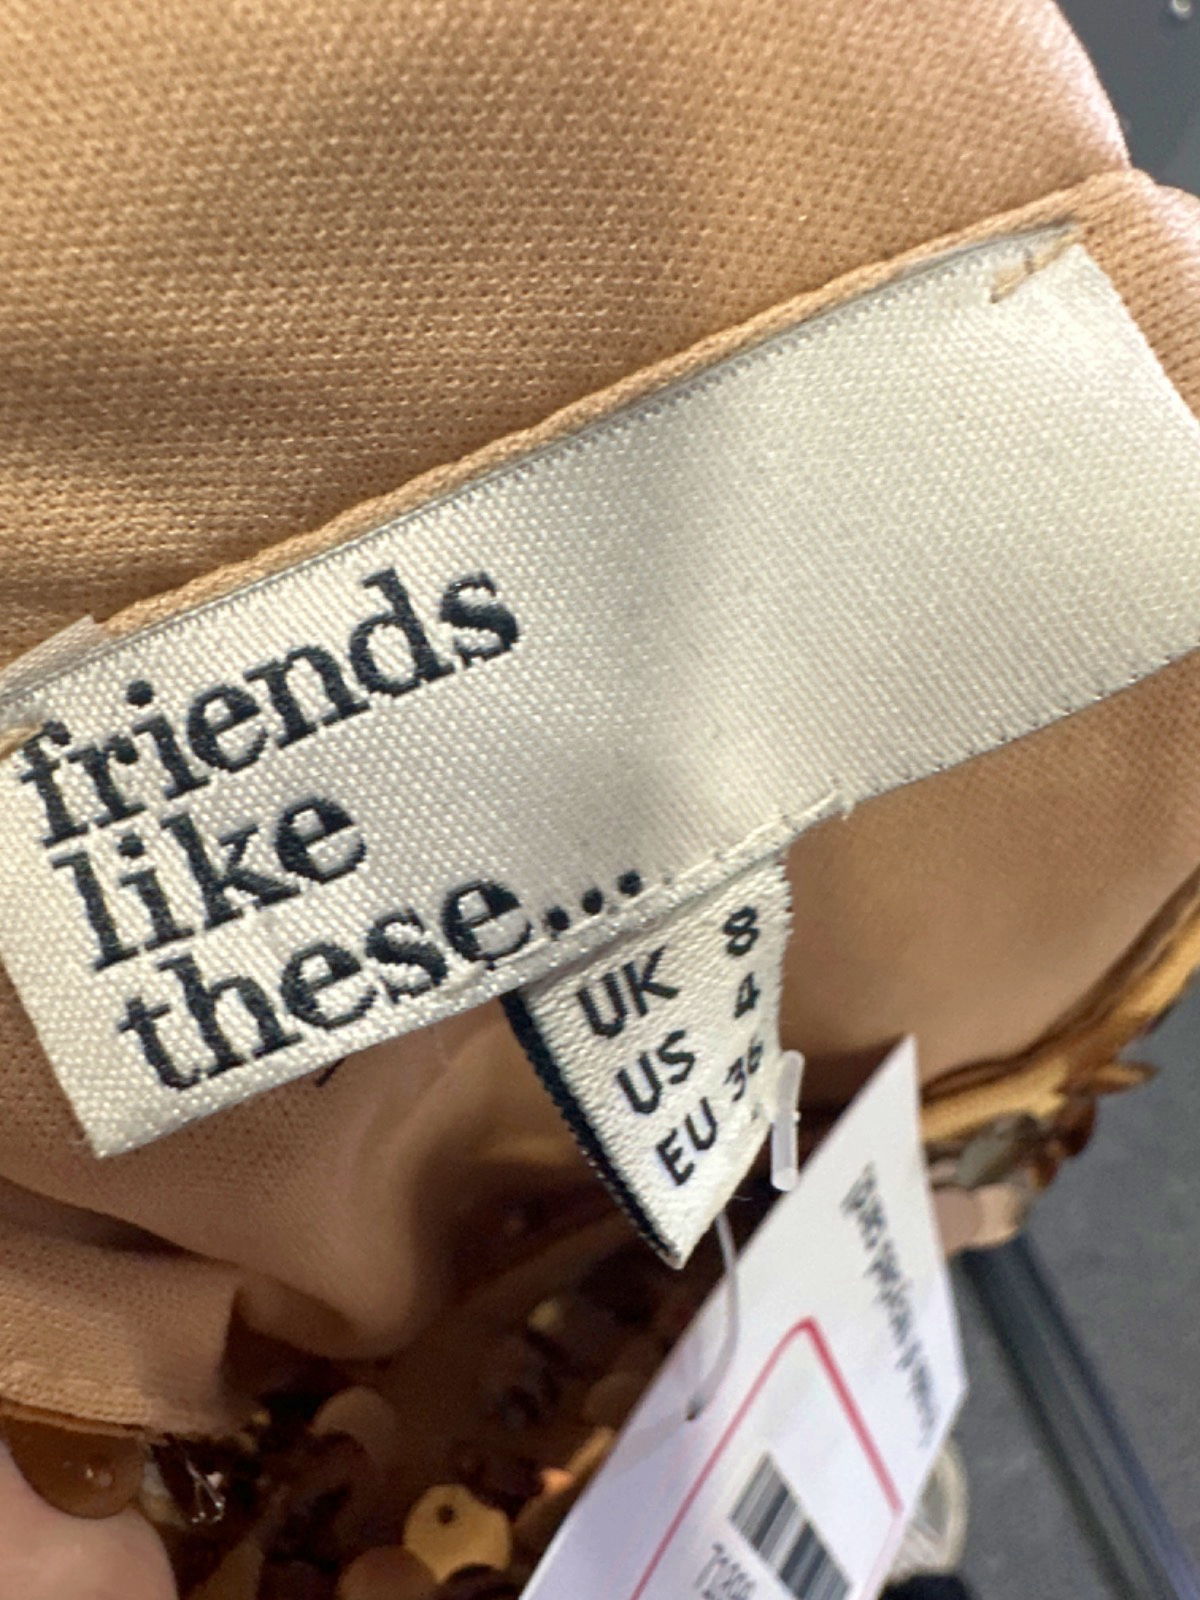 friends
like
these...
UK 8
US 4
EU 36